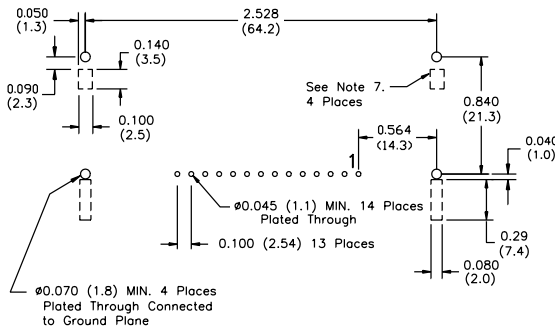 0.050
(1.3)
2.528
(64.2)
0.140
(3.5)
0.090
(2.3)
0.100
(2.5)
See Note 7.
4 Places
0.840
(21.3)
0.564
(14.3)
0.040
(1.0)
1
ø0.045 (1.1) MIN. 14 Places
Plated Through
0.100 (2.54) 13 Places
0.29
(7.4)
0.080
(2.0)
ø0.070 (1.8) MIN. 4 Places
Plated Through Connected
to Ground Plane